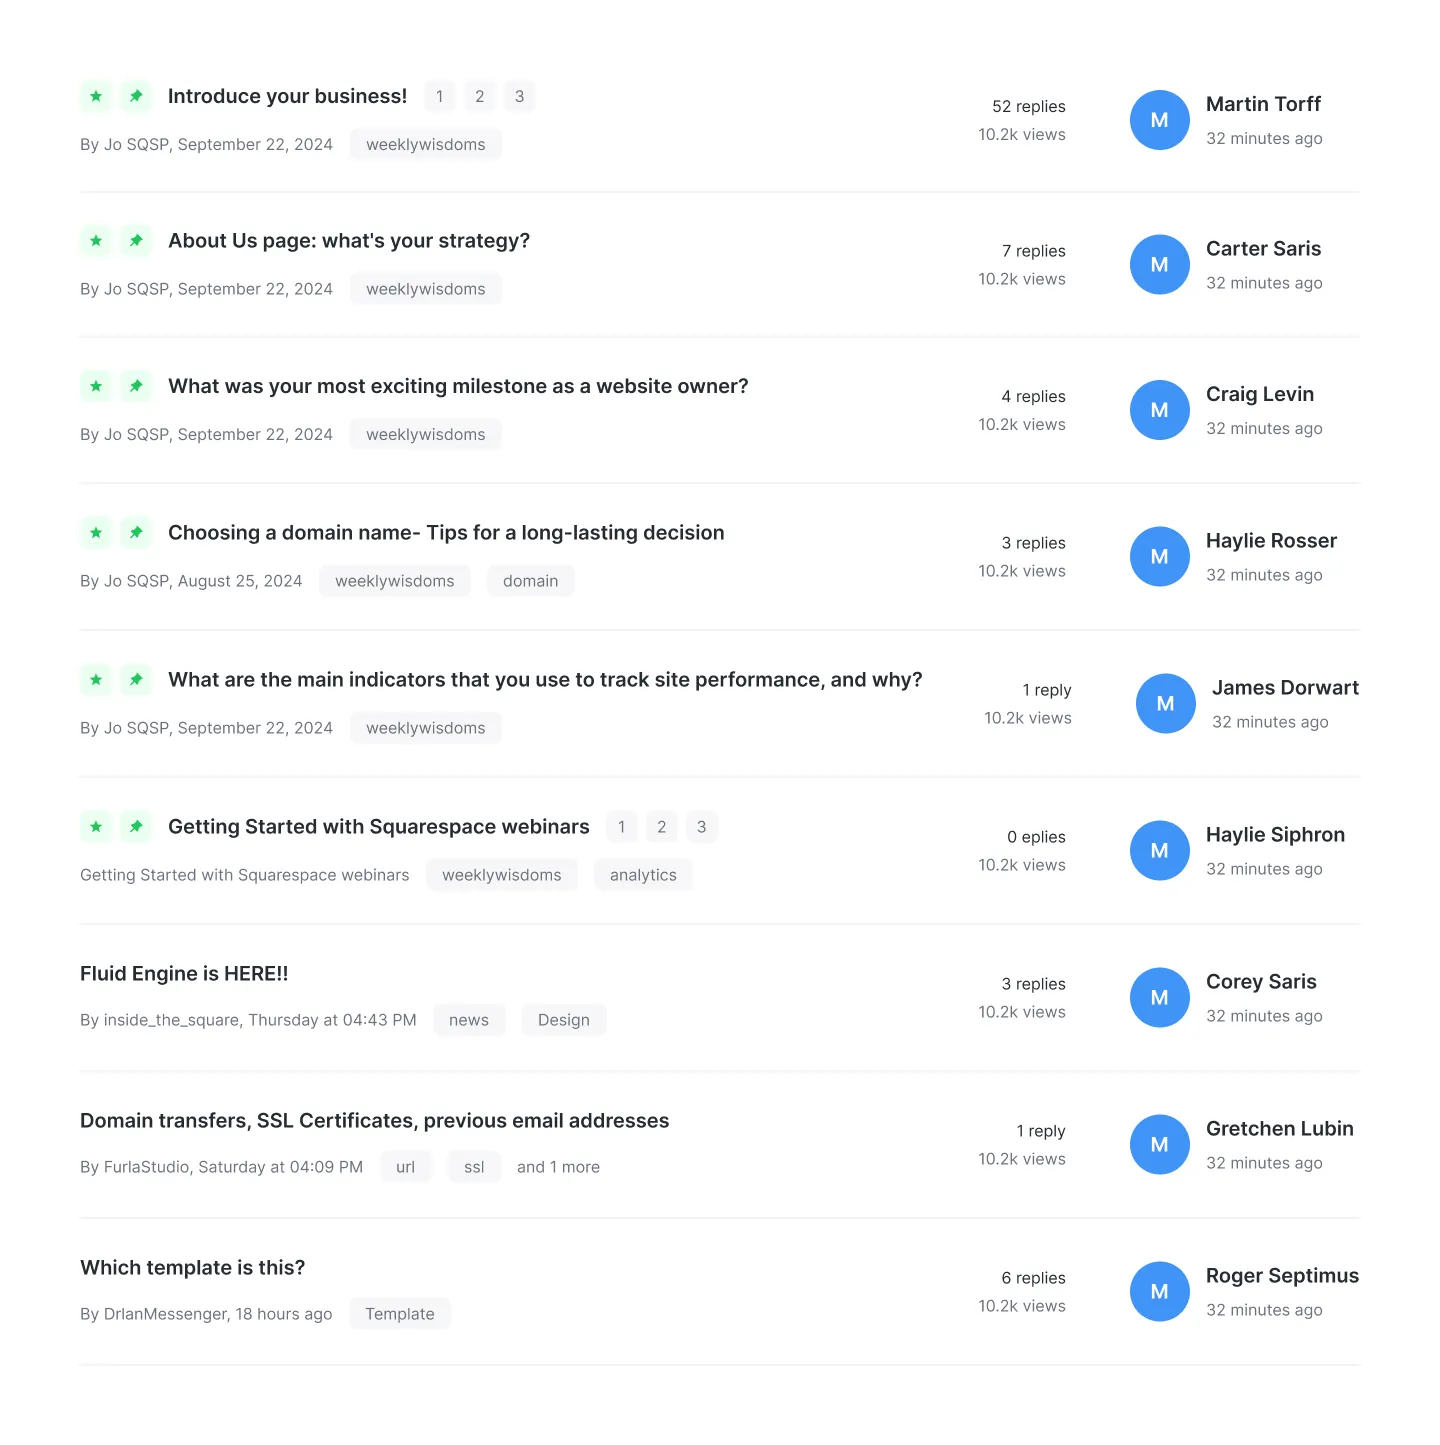 Introduce your business! 1 2 3
By Jo SQSP, September 22, 2024 weeklywisdoms
52 replies
10.2k views
M
Martin Torff
32 minutes ago
About Us page: what's your strategy?
By Jo SQSP, September 22, 2024 weeklywisdoms
7 replies
10.2k views
M
Carter Saris
32 minutes ago
What was your most exciting milestone as a website owner?
By Jo SQSP, September 22, 2024 weeklywisdoms
4 replies
10.2k views
M
Craig Levin
32 minutes ago
Choosing a domain name- Tips for a long-lasting decision
By Jo SQSP, August 25, 2024 weeklywisdoms domain
3 replies
10.2k views
M
Haylie Rosser
32 minutes ago
What are the main indicators that you use to track site performance, and why?
By Jo SQSP, September 22, 2024 weeklywisdoms
1 reply
10.2k views
M
James Dorwart
32 minutes ago
Getting Started with Squarespace webinars 1 2 3
Getting Started with Squarespace webinars weeklywisdoms analytics
0 eplies
10.2k views
M
Haylie Siphron
32 minutes ago
Fluid Engine is HERE!!
By inside_the_square, Thursday at 04:43 PM news Design
3 replies
10.2k views
M
Corey Saris
32 minutes ago
Domain transfers, SSL Certificates, previous email addresses
By FurlaStudio, Saturday at 04:09 PM url ssl and 1 more
1 reply
10.2k views
M
Gretchen Lubin
32 minutes ago
Which template is this?
By DrIanMessenger, 18 hours ago Template
6 replies
10.2k views
M
Roger Septimus
32 minutes ago